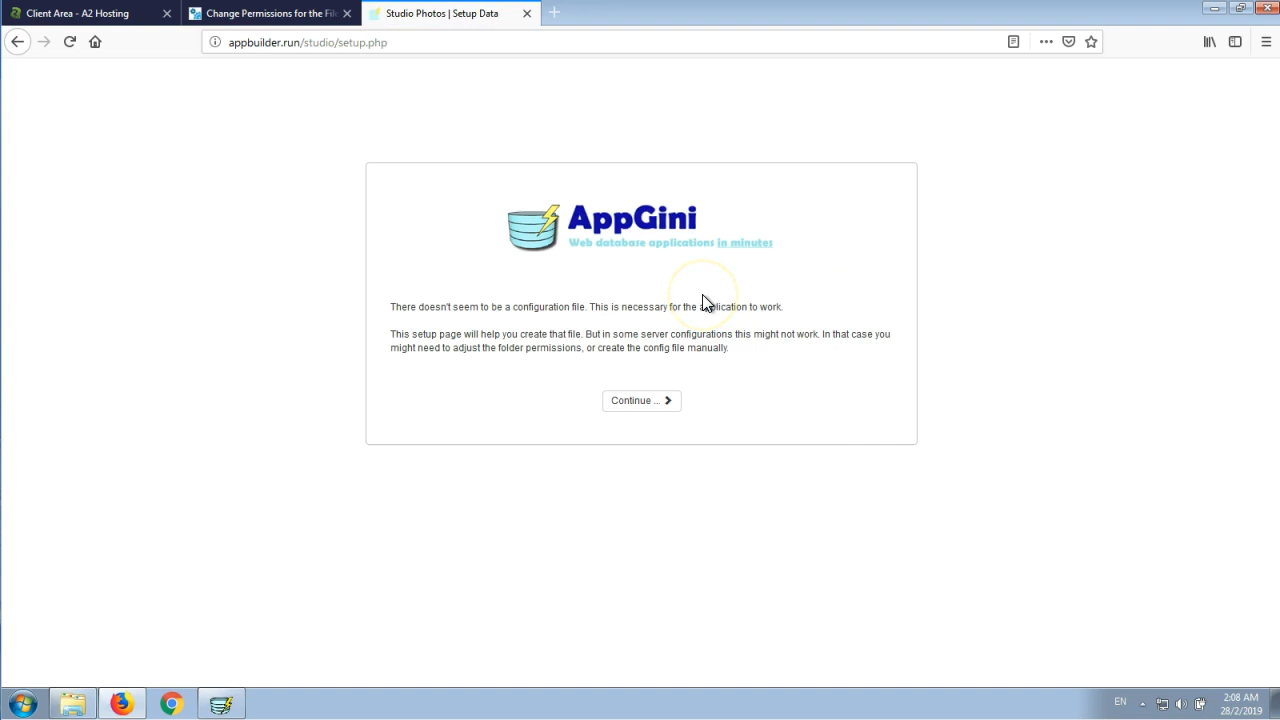 Client Area - A2 Hosting
Change Permissions for the Fil
Studio Photos | Setup Data
appbuilder.run/studio/setup.php
AppGini
Web database applications in minutes
There doesn't seem to be a configuration file. This is necessary for the application to work.
This setup page will help you create that file. But in some server configurations this might not work. In that case you
might need to adjust the folder permissions, or create the config file manually.
Continue ...
EN
2:08 AM
28/2/2019